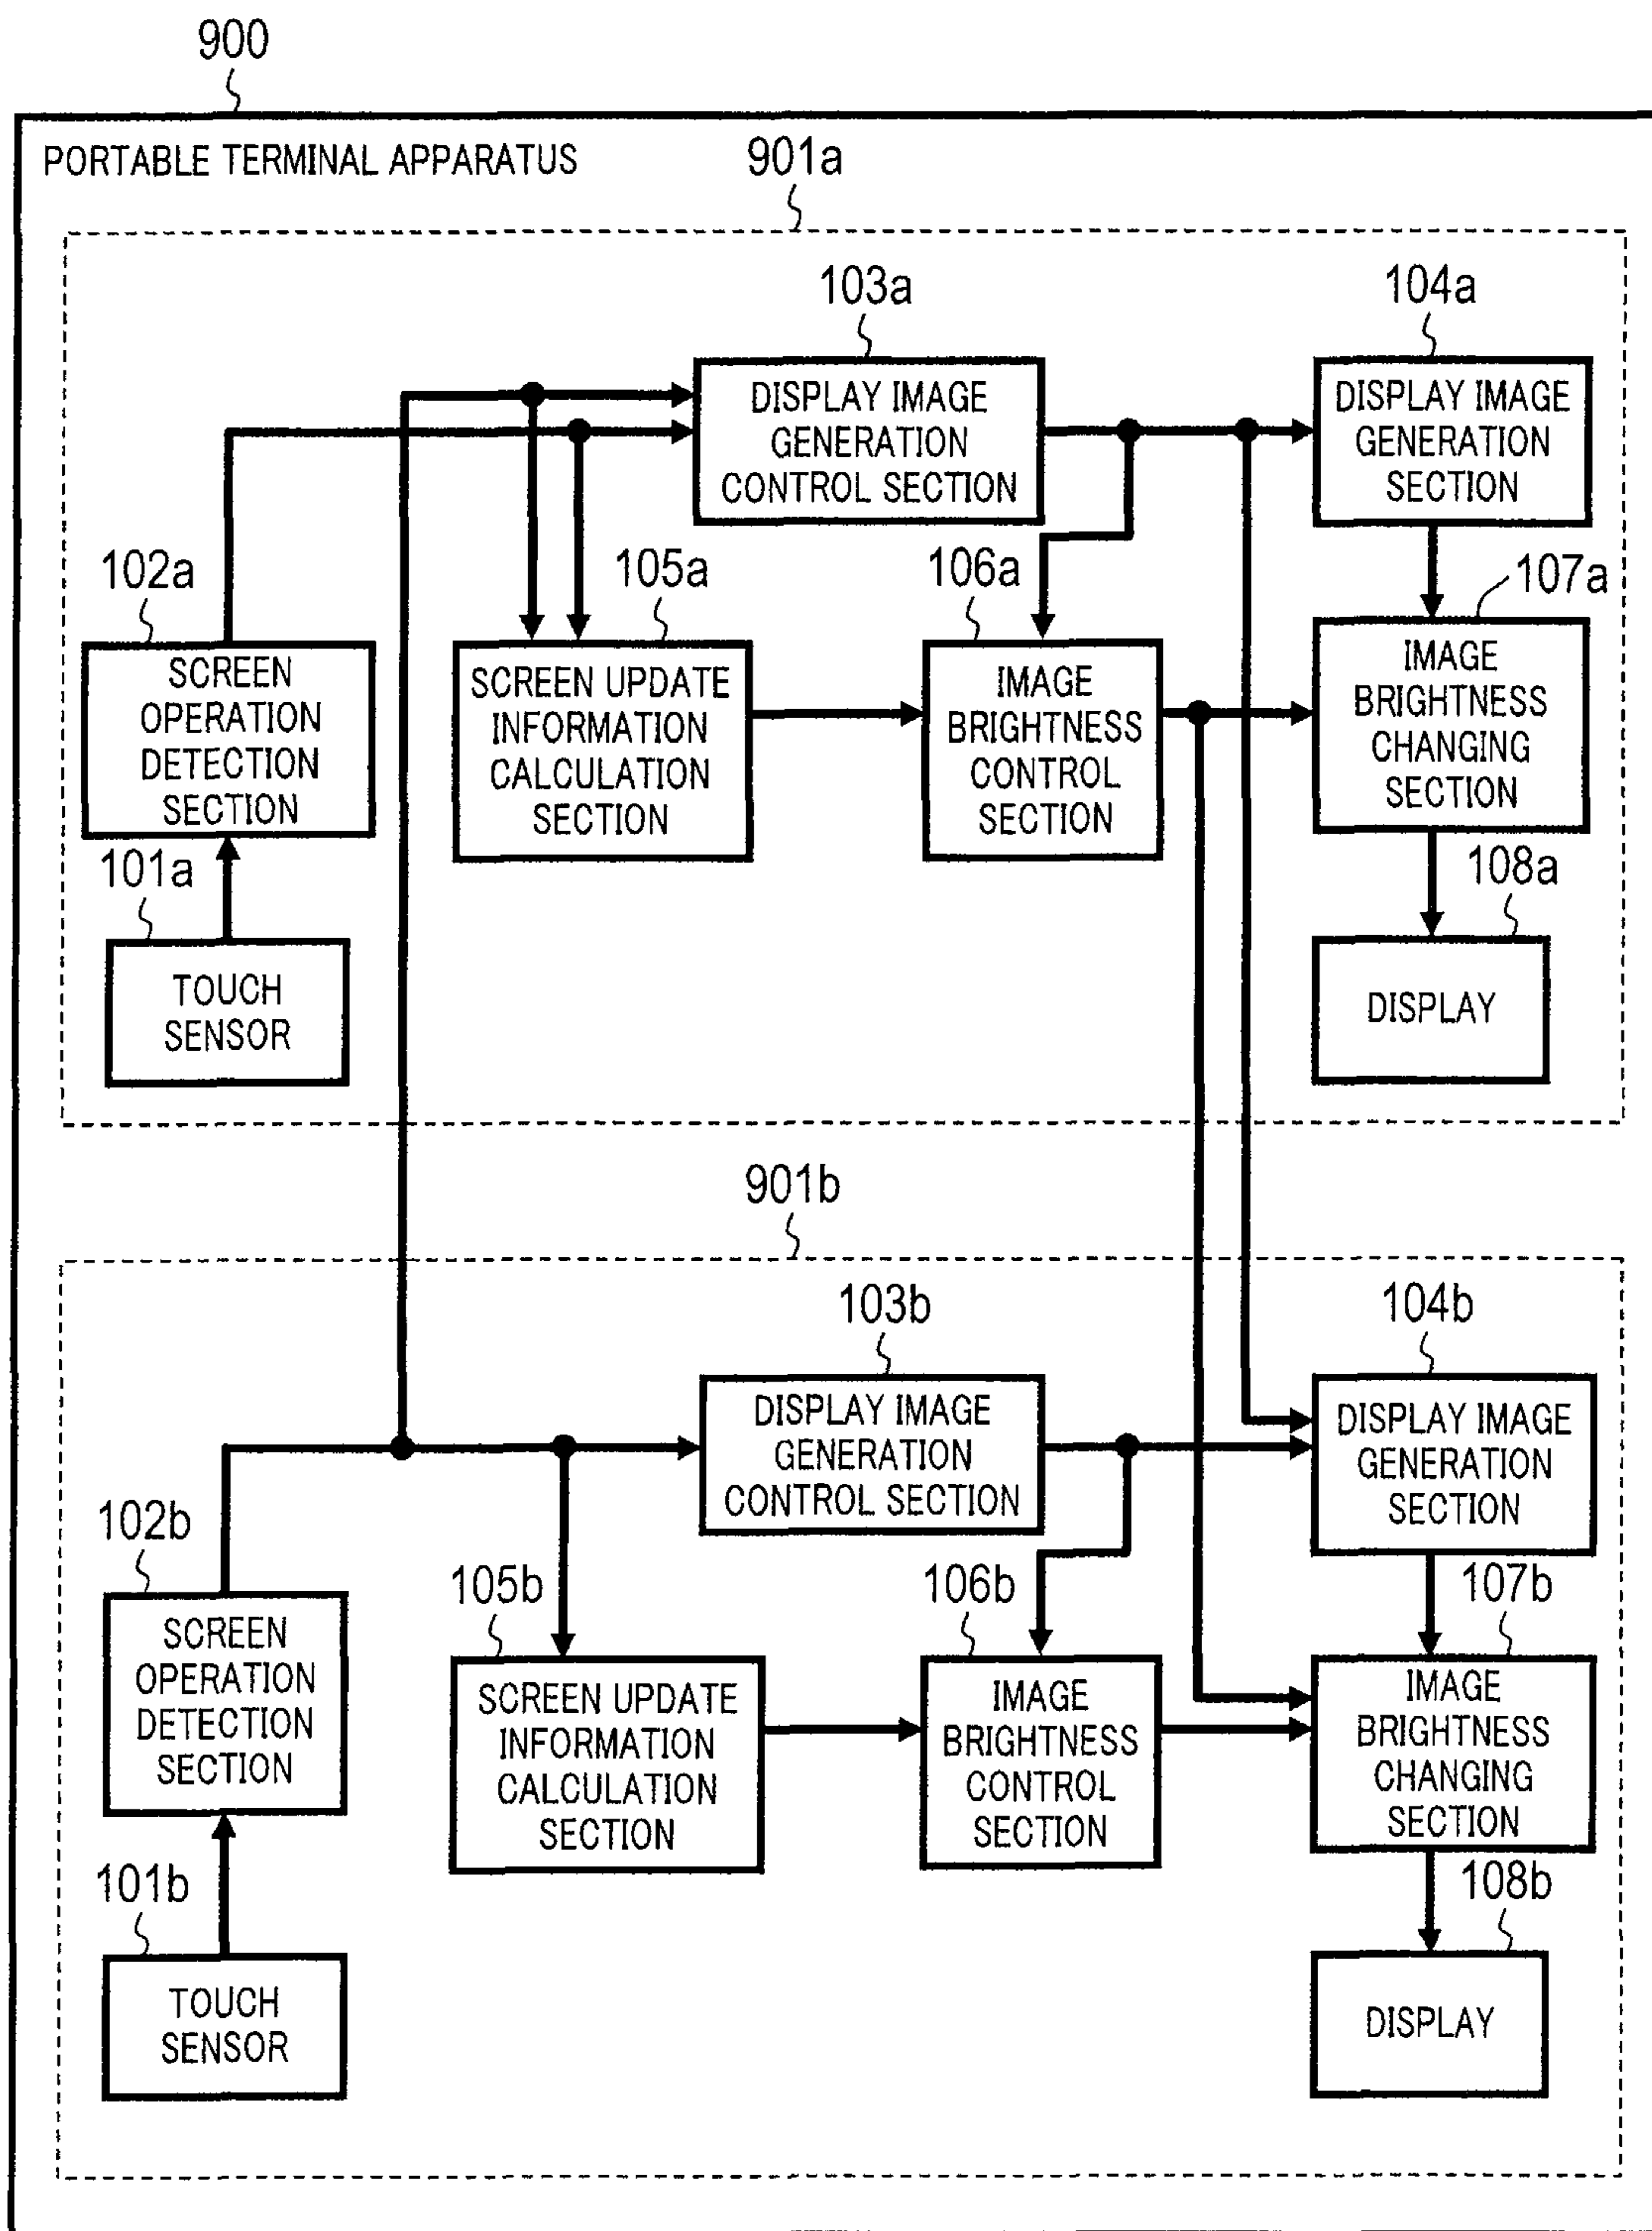 900
PORTABLE TERMINAL APPARATUS
901a
103a
DISPLAY IMAGE
GENERATION
CONTROL SECTION
104a
DISPLAY IMAGE
GENERATION
SECTION
102a
SCREEN
OPERATION
DETECTION
SECTION
105a
SCREEN UPDATE
INFORMATION
CALCULATION
SECTION
106a
IMAGE
BRIGHTNESS
CONTROL
SECTION
107a
IMAGE
BRIGHTNESS
CHANGING
SECTION
101a
TOUCH
SENSOR
108a
DISPLAY
901b
103b
DISPLAY IMAGE
GENERATION
CONTROL SECTION
104b
DISPLAY IMAGE
GENERATION
SECTION
102b
SCREEN
OPERATION
DETECTION
SECTION
105b
SCREEN UPDATE
INFORMATION
CALCULATION
SECTION
106b
IMAGE
BRIGHTNESS
CONTROL
SECTION
107b
IMAGE
BRIGHTNESS
CHANGING
SECTION
101b
TOUCH
SENSOR
108b
DISPLAY